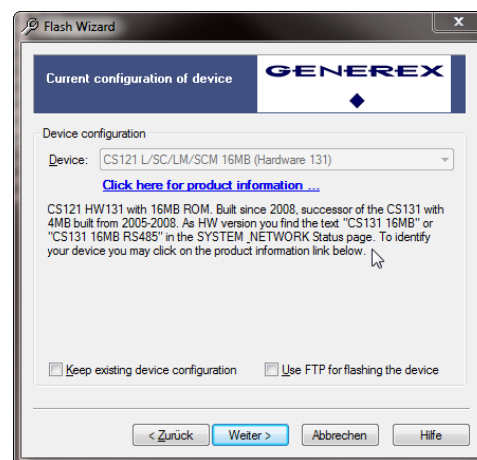 Flash Wizard
x
Current configuration of device
GENEREX
Device configuration
Device: CS121 L/SC/LM/SCM 16MB (Hardware 131)
Click here for product information ...
CS121 HW131 with 16MB ROM. Built since 2008, successor of the CS131 with
4MB built from 2005-2008. As HW version you find the text "CS131 16MB" or
"CS131 16MB RS485" in the SYSTEM_NETWORK Status page. To identify
your device you may click on the product information link below.
Keep existing device configuration Use FTP for flashing the device
< Zurück Weiter > Abbrechen Hilfe